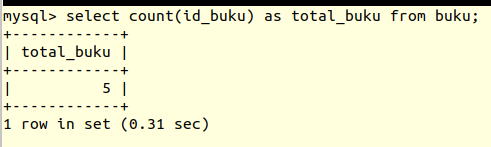 mysql> select count(id_buku) as total_buku from buku;
+------------+
| total_buku |
+------------+
|          5 |
+------------+
1 row in set (0.31 sec)